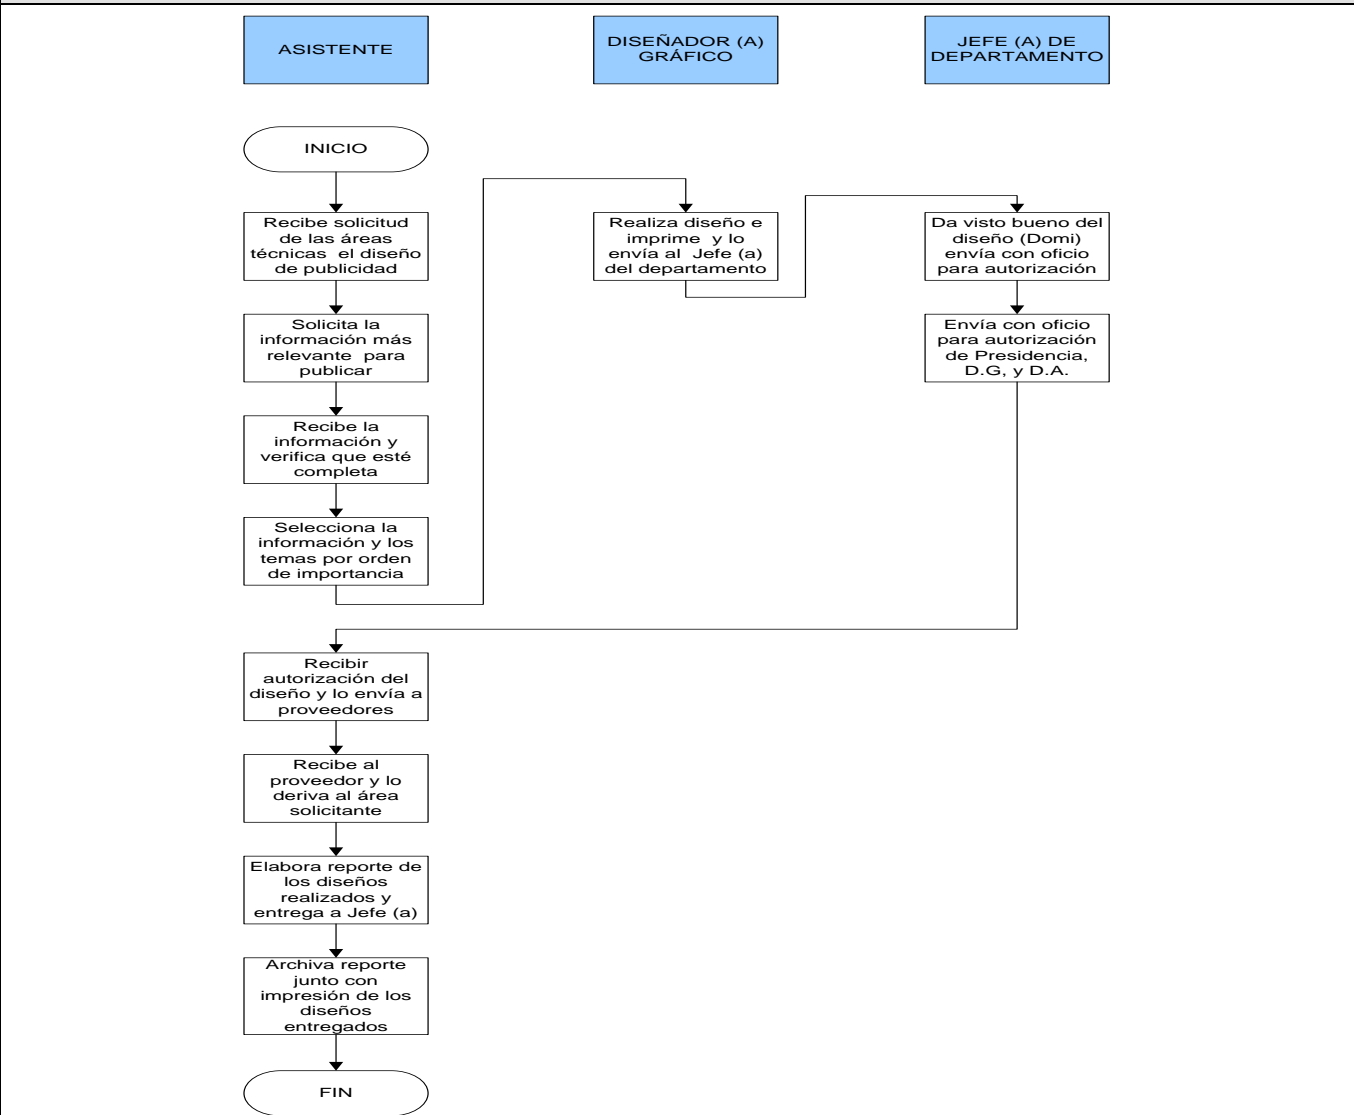 ASISTENTE
DISEÑADOR (A)
GRÁFICO
JEFE (A) DE
DEPARTAMENTO
INICIO
Recibe solicitud
de las áreas
técnicas el diseño
de publicidad
Solicita la
información más
relevante para
publicar
Recibe la
información y
verifica que esté
completa
Selecciona la
información y los
temas por orden
de importancia
Realiza diseño e
imprime y lo
envía al Jefe (a)
del departamento
Da visto bueno del
diseño (Domi)
envía con oficio
para autorización
Envía con oficio
para autorización
de Presidencia,
D.G, y D.A.
Recibir
autorización del
diseño y lo envía a
proveedores
Recibe al
proveedor y lo
deriva al área
solicitante
Elabora reporte de
los diseños
realizados y
entrega a Jefe (a)
Archiva reporte
junto con
impresión de los
diseños
entregados
FIN